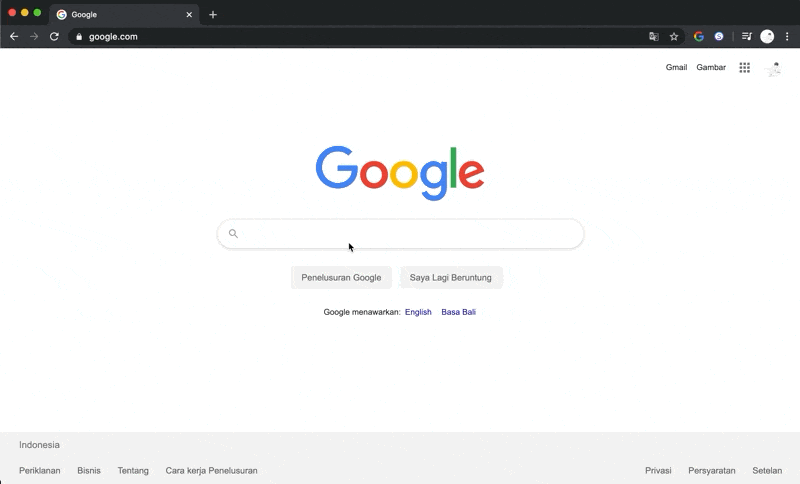 Google
google.com
Gmail Gambar
Google
Penelusuran Google Saya Lagi Beruntung
Google menawarkan: English Basa Bali
Indonesia
Periklanan Bisnis Tentang Cara kerja Penelusuran Privasi Persyaratan Setelan